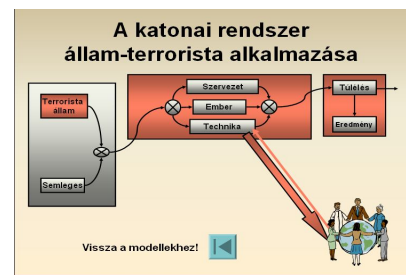 A katonai rendszer
állam-terrorista alkalmazása
Terrorista
állam
Semleges
Szervezet
Ember
Technika
Túlélés
Eredmény
Vissza a modellekhez!